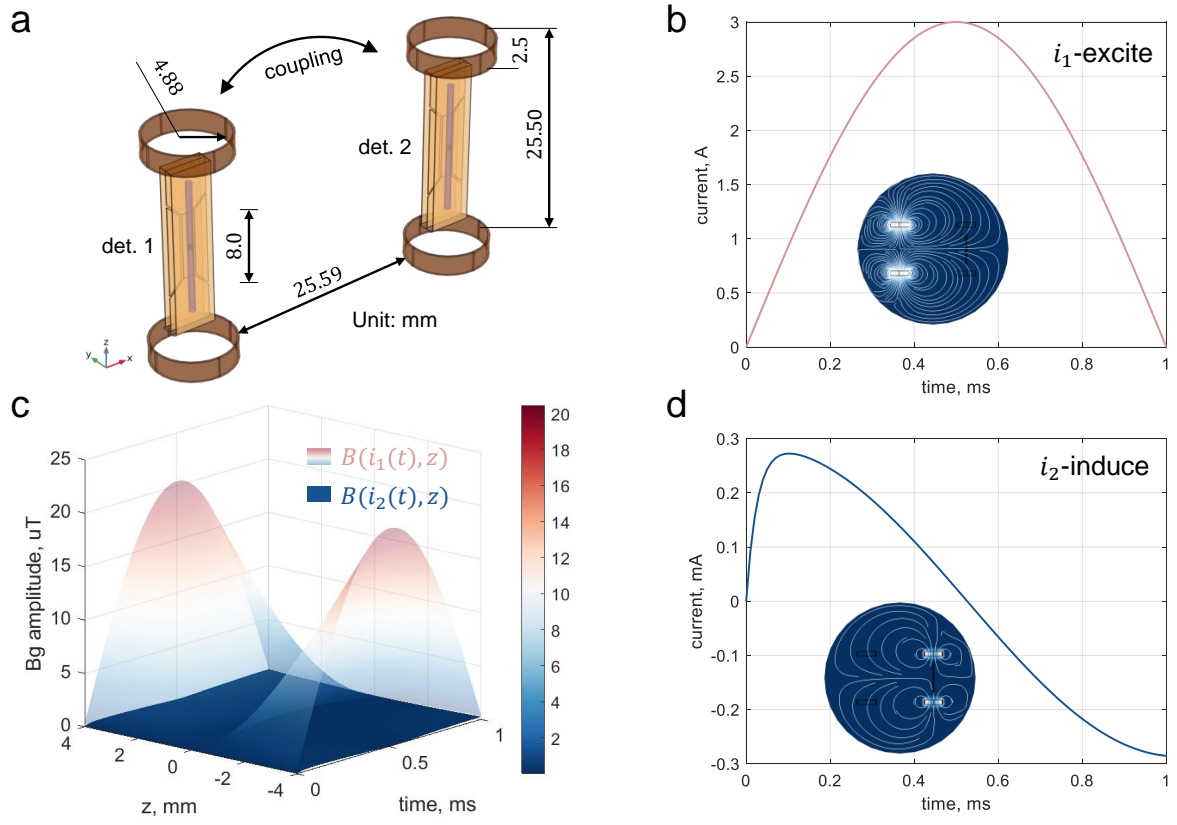 a
4.88
coupling
2.5
25.50
det. 2
det. 1
8.0
25.59
Unit: mm
z
y
x
b
i₁-excite
current, A
3
2.5
2
1.5
1
0.5
0
0 0.2 0.4 0.6 0.8 1
time, ms
c
B(i₁(t),z)
B(i₂(t),z)
Bg amplitude, uT
25
20
15
10
5
0
4 2 0 -2 -4
z, mm
0 0.5 1
time, ms
20
18
16
14
12
10
8
6
4
2
d
i₂-induce
current, mA
0.3
0.2
0.1
0
-0.1
-0.2
-0.3
0 0.2 0.4 0.6 0.8 1
time, ms